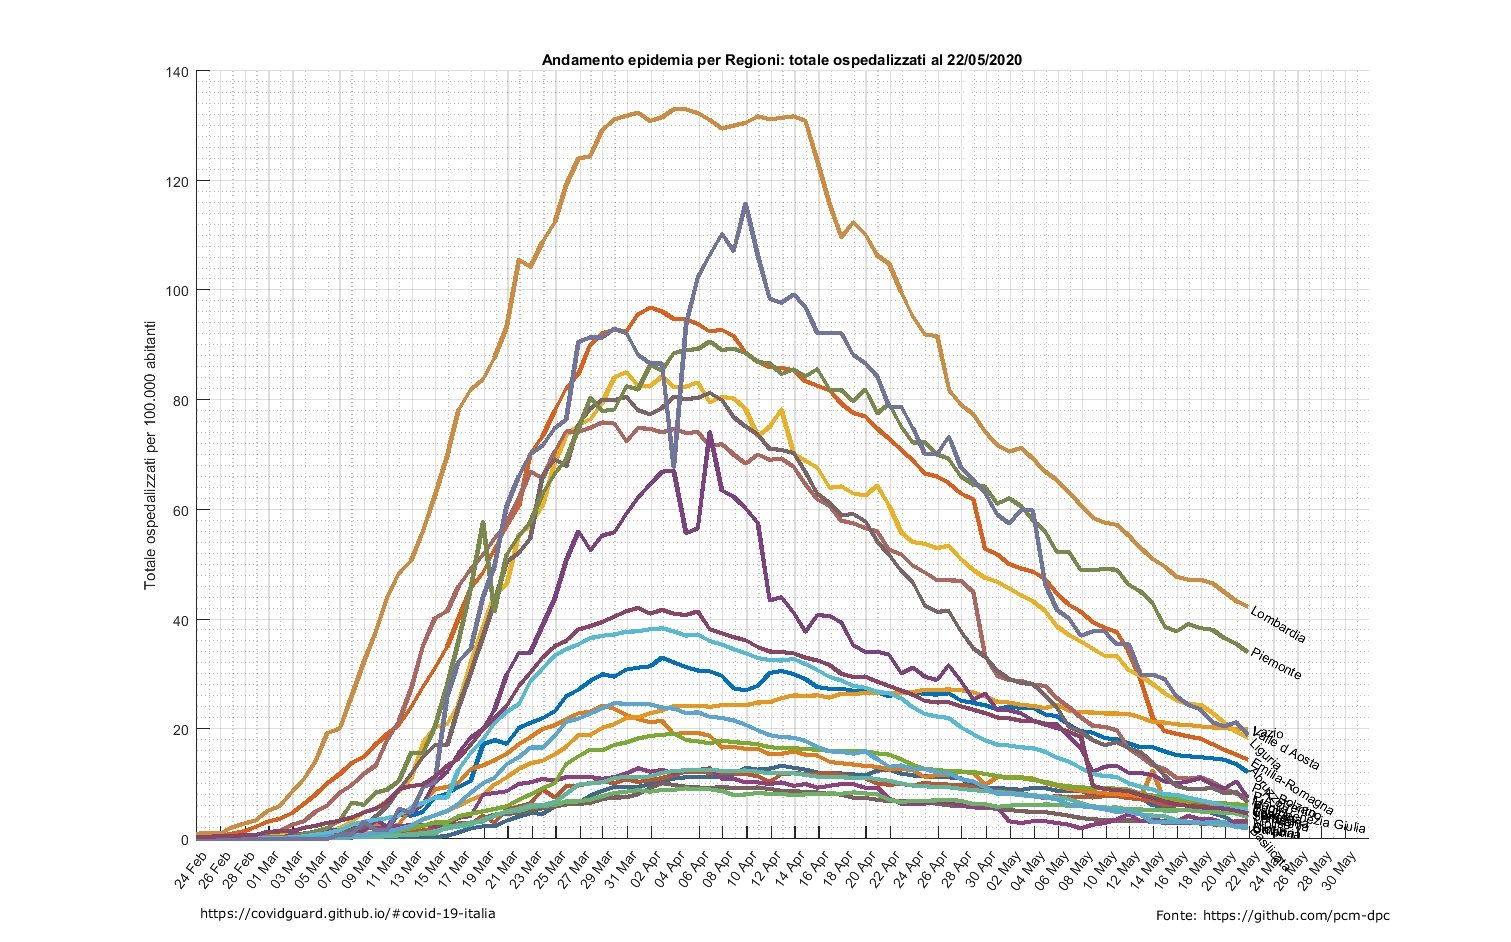 Andamento epidemia per Regioni: totale ospedalizzati al 22/05/2020
Totale ospedalizzati per 100.000 abitanti
140
120
100
80
60
40
20
0
24 Feb
26 Feb
28 Feb
01 Mar
03 Mar
05 Mar
07 Mar
09 Mar
11 Mar
13 Mar
15 Mar
17 Mar
19 Mar
21 Mar
23 Mar
25 Mar
27 Mar
29 Mar
31 Mar
02 Apr
04 Apr
06 Apr
08 Apr
10 Apr
12 Apr
14 Apr
16 Apr
18 Apr
20 Apr
22 Apr
24 Apr
26 Apr
28 Apr
30 Apr
02 May
04 May
06 May
08 May
10 May
12 May
14 May
16 May
18 May
20 May
22 May
24 May
26 May
28 May
30 May
Lombardia
Piemonte
Lazio
Valle d Aosta
Liguria
Emilia-Romagna
Giulia
https://covidguard.github.io/#covid-19-italia
Fonte: https://github.com/pcm-dpc